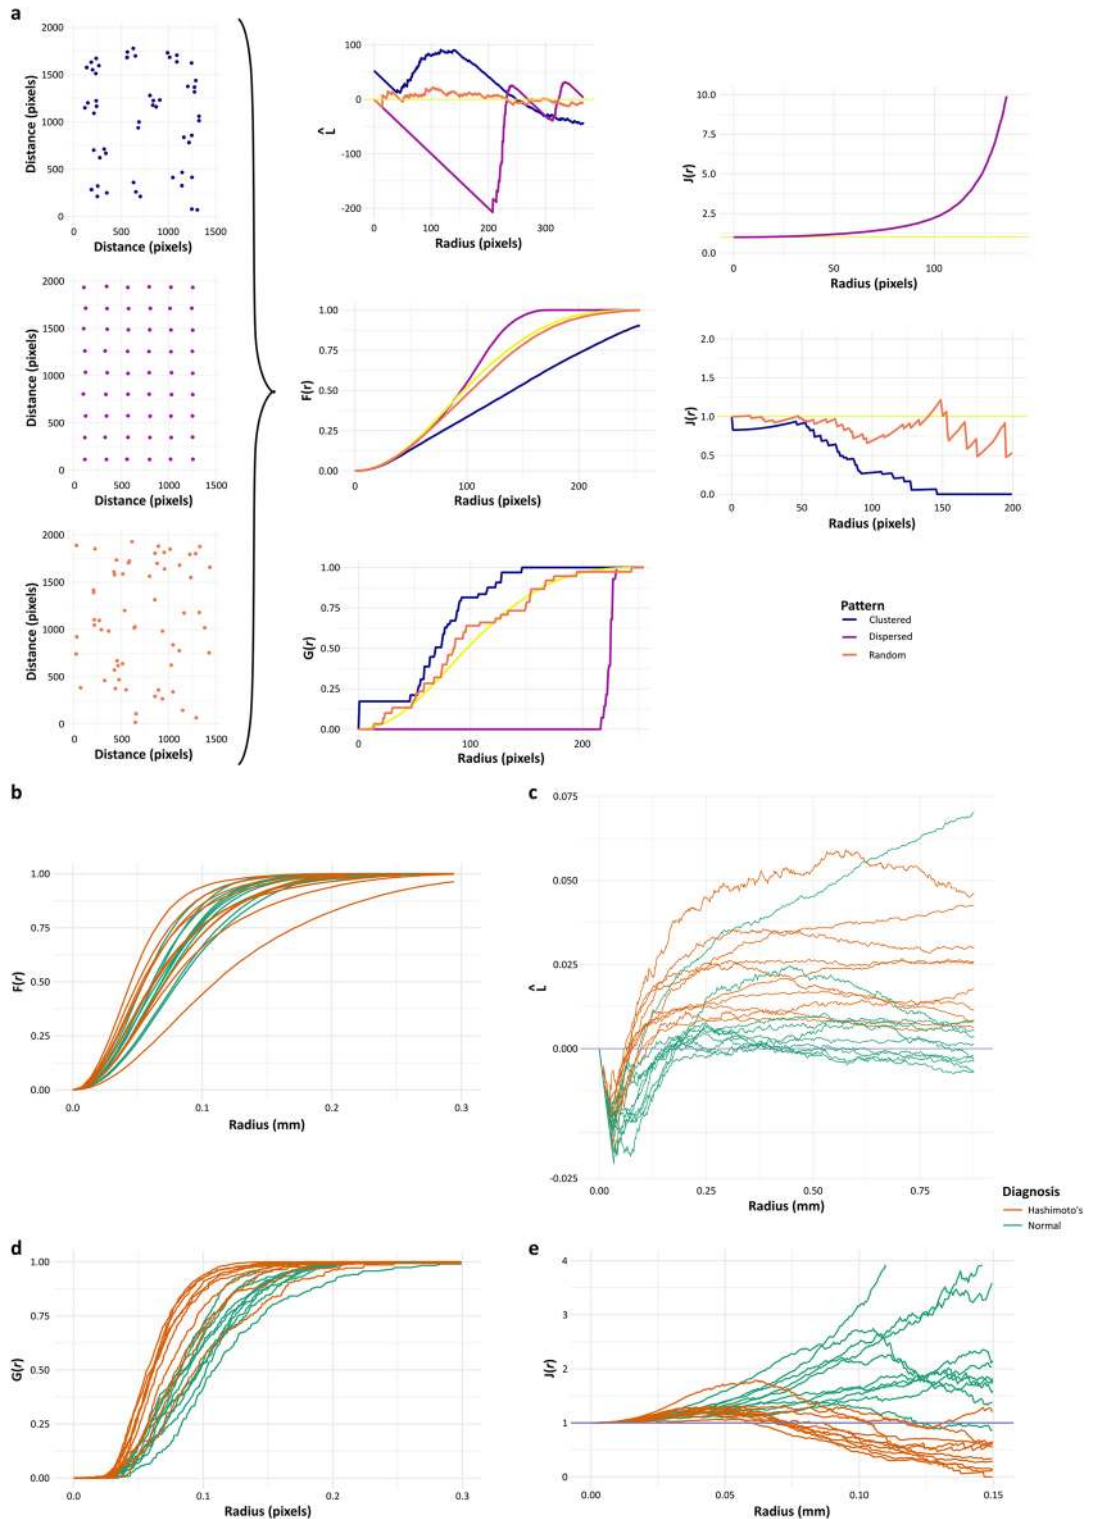 a
2000
1500
1000
500
0
Distance (pixels)
0 500 1000 1500
Distance (pixels)
100
0
-100
-200
L̂
0 100 200 300
Radius (pixels)
10.0
7.5
5.0
2.5
0.0
J(r)
0 50 100
Radius (pixels)
2000
1500
1000
500
0
Distance (pixels)
0 500 1000 1500
Distance (pixels)
1.00
0.75
0.50
0.25
0.00
F(r)
0 100 200
Radius (pixels)
2.0
1.5
1.0
0.5
0.0
J(r)
0 50 100 150 200
Radius (pixels)
2000
1500
1000
500
0
Distance (pixels)
0 500 1000 1500
Distance (pixels)
1.00
0.75
0.50
0.25
0.00
G(r)
0 100 200
Radius (pixels)
Pattern
Clustered
Dispersed
Random
b
1.00
0.75
0.50
0.25
0.00
F(r)
0.0 0.1 0.2 0.3
Radius (mm)
c
0.075
0.050
0.025
0.000
-0.025
L̂
0.00 0.25 0.50 0.75
Radius (mm)
Diagnosis
Hashimoto's
Normal
d
1.00
0.75
0.50
0.25
0.00
G(r)
0.0 0.1 0.2 0.3
Radius (pixels)
e
4
3
2
1
0
J(r)
0.00 0.05 0.10 0.15
Radius (mm)